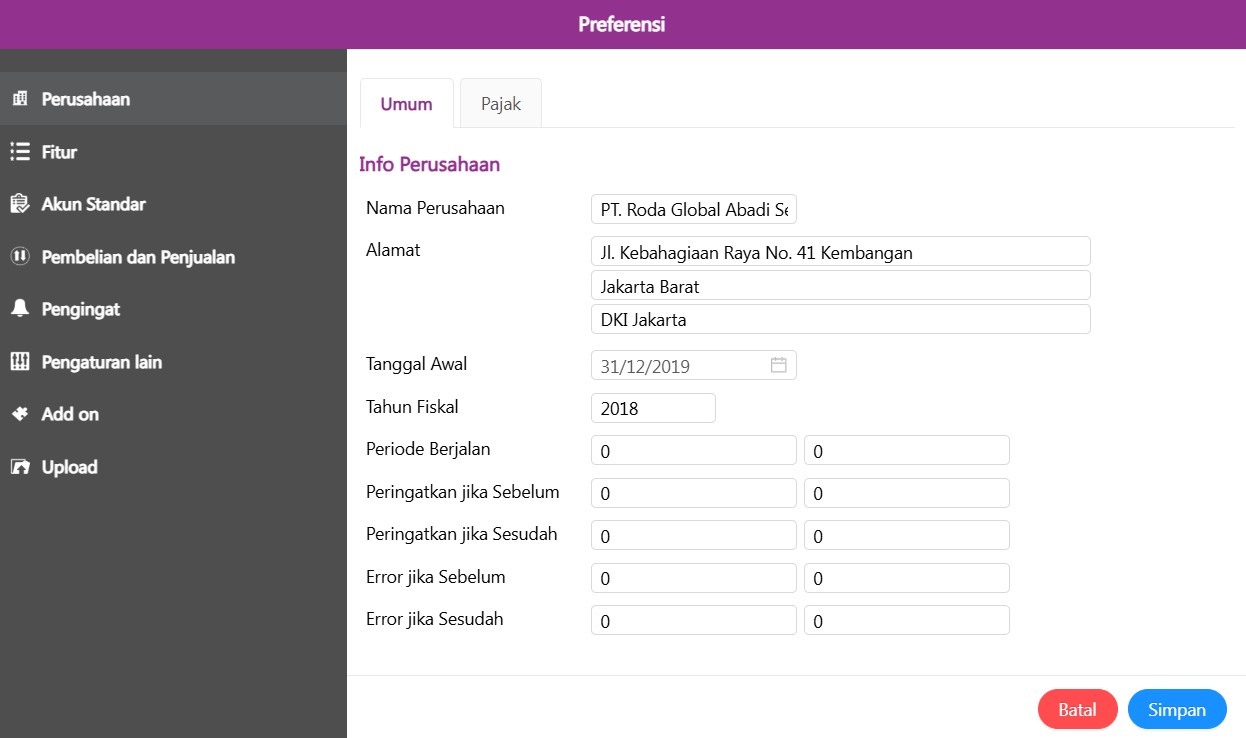 Preferensi
Perusahaan
Fitur
Akun Standar
Pembelian dan Penjualan
Pengingat
Pengaturan lain
Add on
Upload
Umum Pajak
Info Perusahaan
Nama Perusahaan PT. Roda Global Abadi
Alamat Jl. Kebahagiaan Raya No. 41 Kembangan
Jakarta Barat
DKI Jakarta
Tanggal Awal 31/12/2019
Tahun Fiskal 2018
Periode Berjalan 0 0
Peringatkan jika Sebelum 0 0
Peringatkan jika Sesudah 0 0
Error jika Sebelum 0 0
Error jika Sesudah 0 0
Batal Simpan